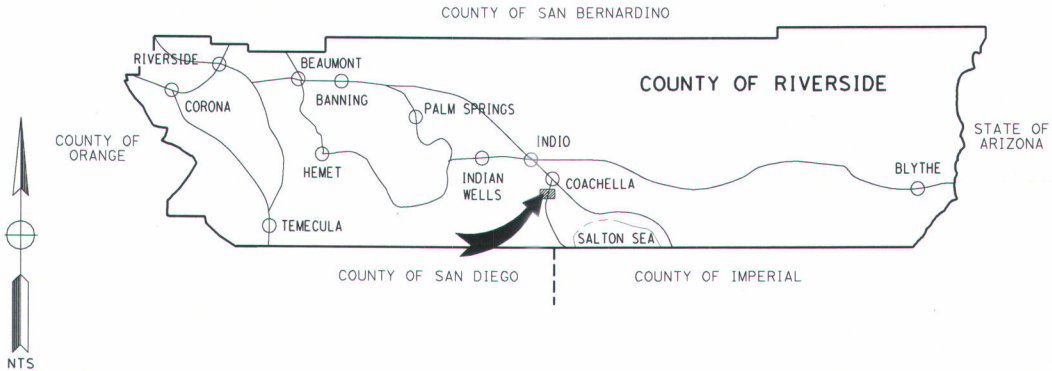 COUNTY OF SAN BERNARDINO
RIVERSIDE
BEAUMONT
COUNTY OF RIVERSIDE
BANNING
CORONA
PALM SPRINGS
STATE OF
ARIZONA
COUNTY OF
ORANGE
INDIO
HEMET
INDIAN
WELLS
COACHELLA
BLYTHE
TEMECULA
SALTON SEA
COUNTY OF SAN DIEGO
COUNTY OF IMPERIAL
NTS